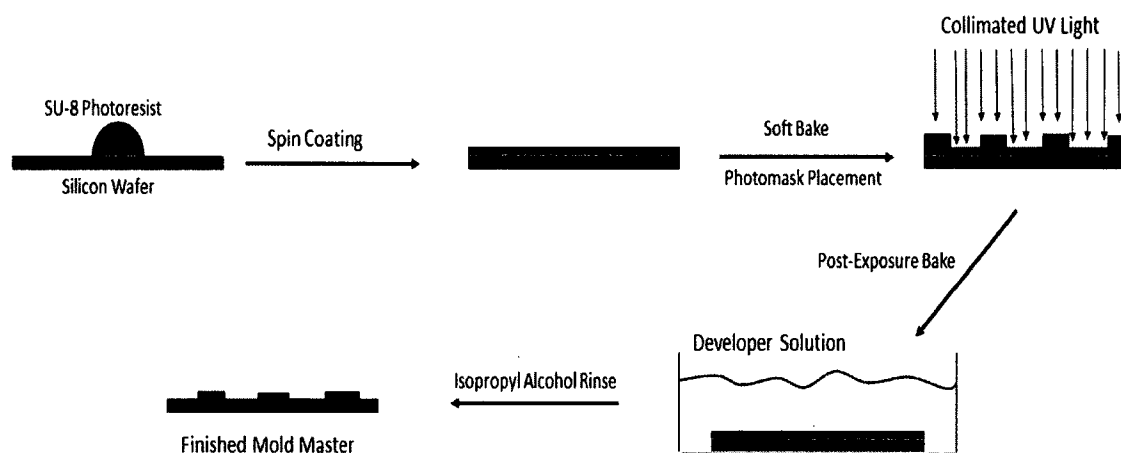 Collimated UV Light
SU-8 Photoresist
Spin Coating
Soft Bake
Silicon Wafer
Photomask Placement
Post-Exposure Bake
Developer Solution
Isopropyl Alcohol Rinse
Finished Mold Master